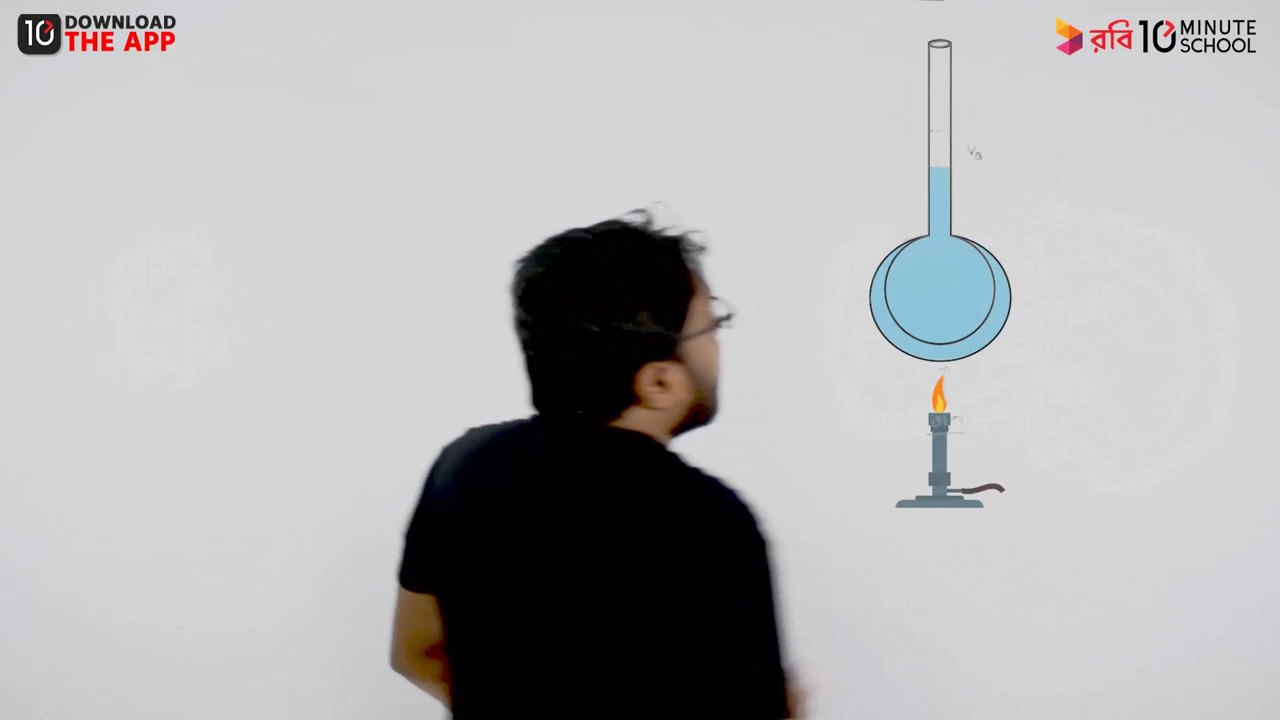 10 DOWNLOAD
THE APP
রবি 10 MINUTE
SCHOOL
V